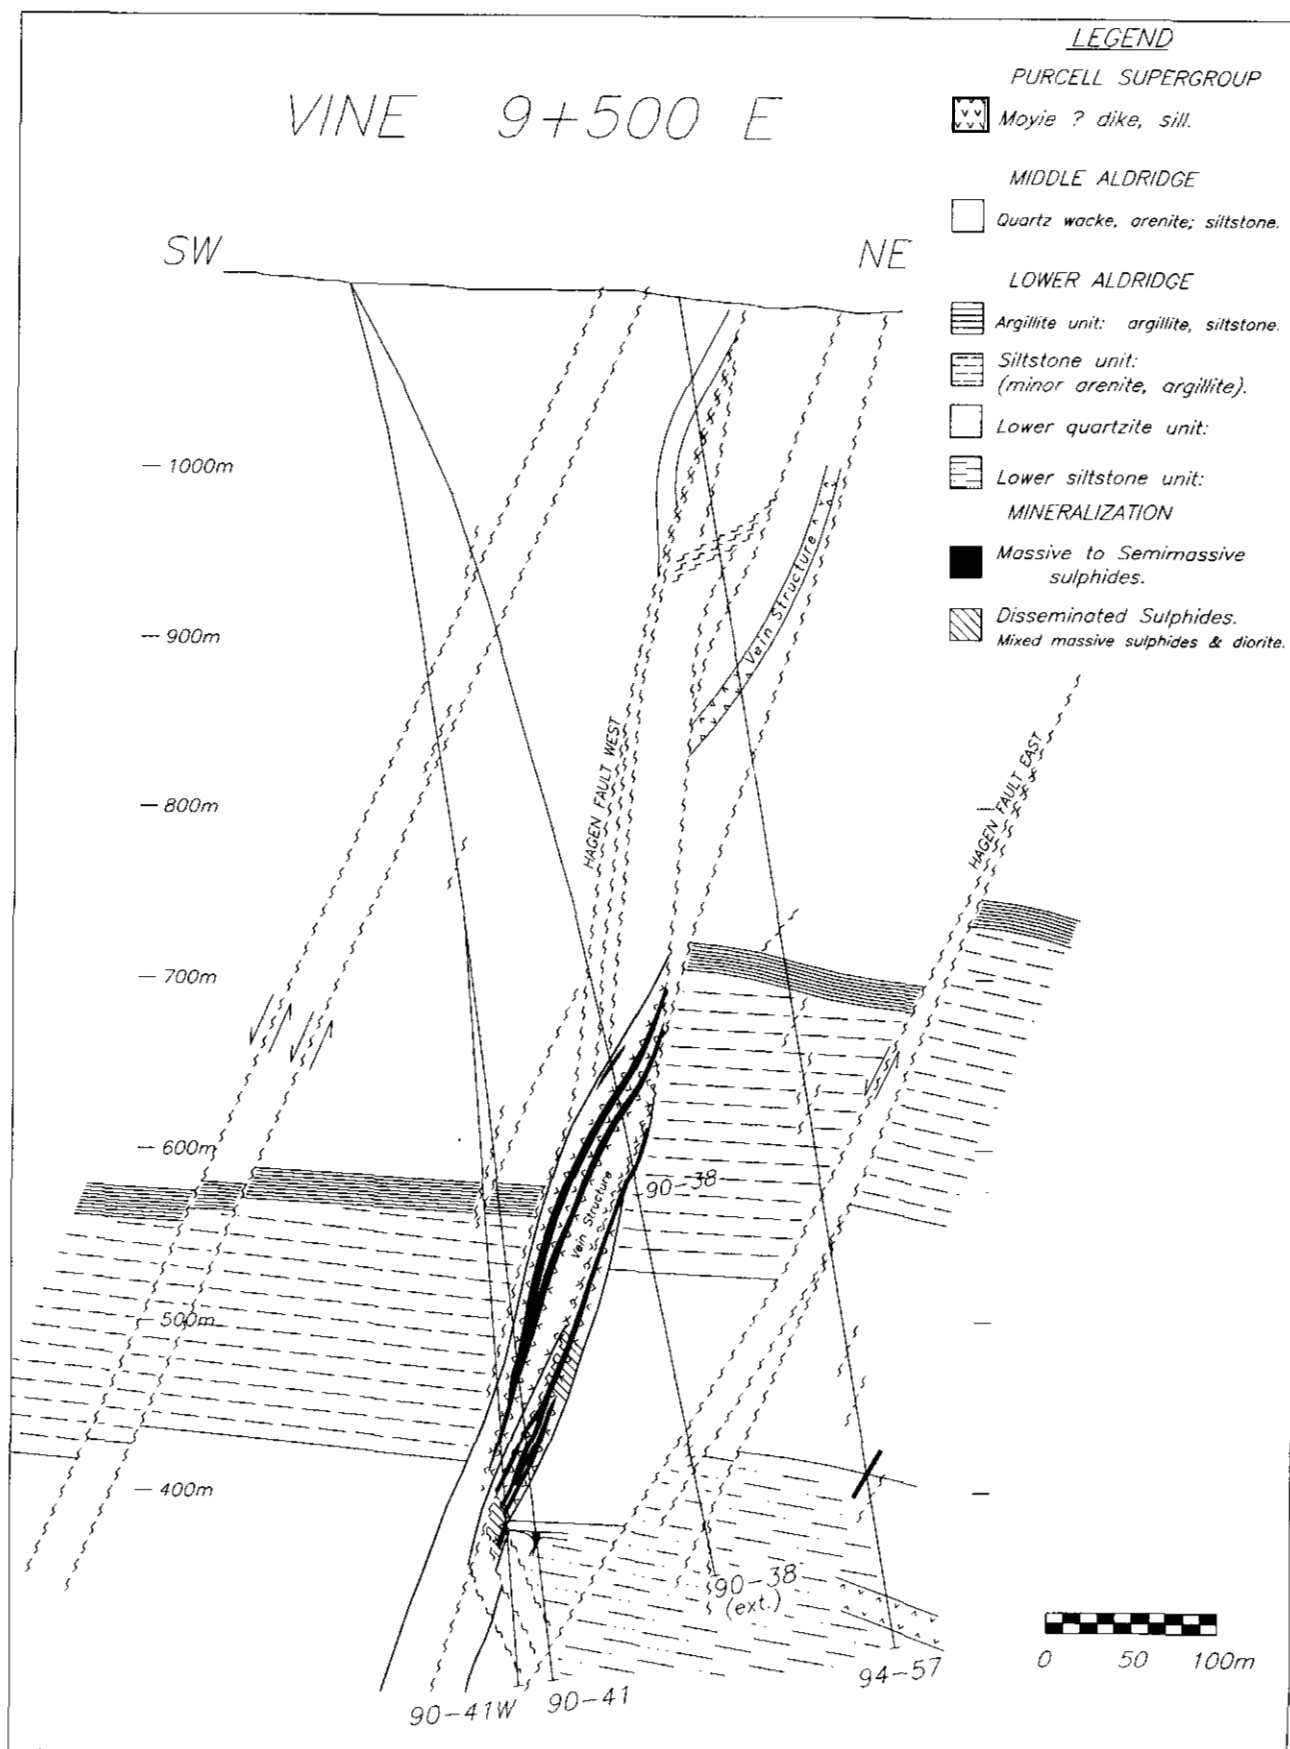 LEGEND
PURCELL SUPERGROUP
Moyie ? dike, sill.
MIDDLE ALDRIDGE
Quartz wacke, arenite; siltstone.
LOWER ALDRIDGE
Argillite unit: argillite, siltstone.
Siltstone unit:
(minor arenite, argillite).
Lower quartzite unit:
Lower siltstone unit:
MINERALIZATION
Massive to Semimassive
sulphides.
Disseminated Sulphides.
Mixed massive sulphides & diorite.
VINE 9+500 E
SW
NE
1000m
900m
800m
700m
600m
500m
400m
Vein Structure
HAGEN FAULT WEST
HAGEN FAULT EAST
Vein Structure
90-38
90-38
(ext.)
94-57
90-41W
90-41
0 50 100m